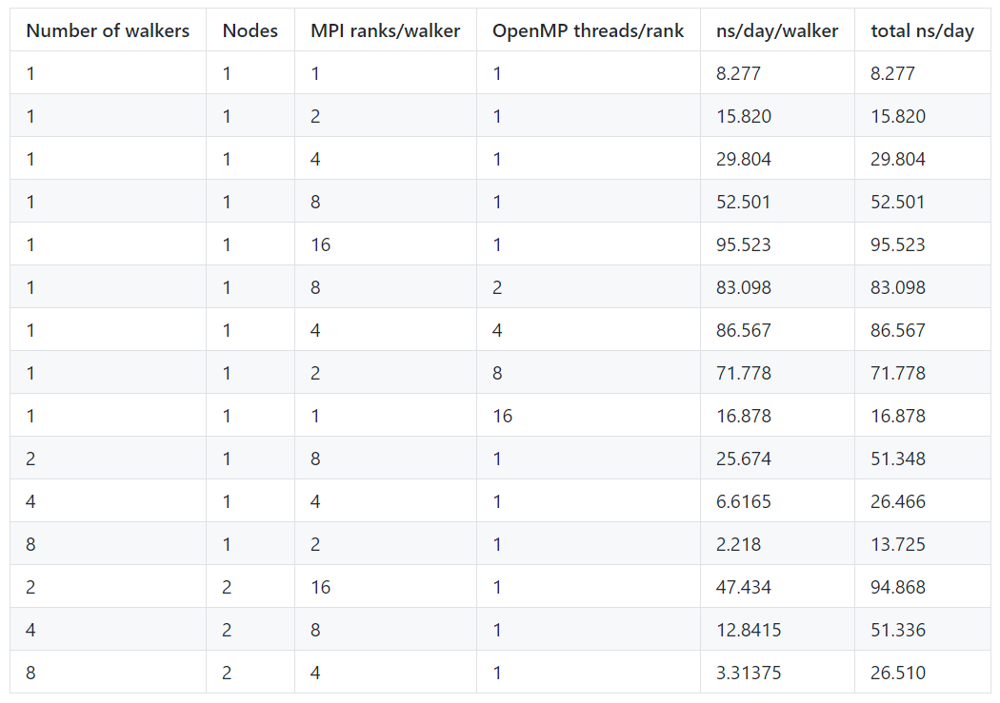 Number of walkers Nodes MPI ranks/walker OpenMP threads/rank ns/day/walker total ns/day
1 1 1 1 8.277 8.277
1 1 2 1 15.820 15.820
1 1 4 1 29.804 29.804
1 1 8 1 52.501 52.501
1 1 16 1 95.523 95.523
1 1 8 2 83.098 83.098
1 1 4 4 86.567 86.567
1 1 2 8 71.778 71.778
1 1 1 16 16.878 16.878
2 1 8 1 25.674 51.348
4 1 4 1 6.6165 26.466
8 1 2 1 2.218 13.725
2 2 16 1 47.434 94.868
4 2 8 1 12.8415 51.336
8 2 4 1 3.31375 26.510